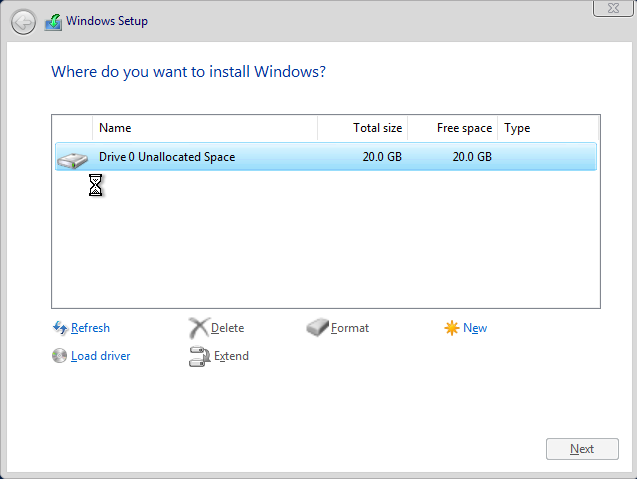 Windows Setup
Where do you want to install Windows?
Name Total size Free space Type
Drive 0 Unallocated Space 20.0 GB 20.0 GB
Refresh Delete Format New
Load driver Extend
Next